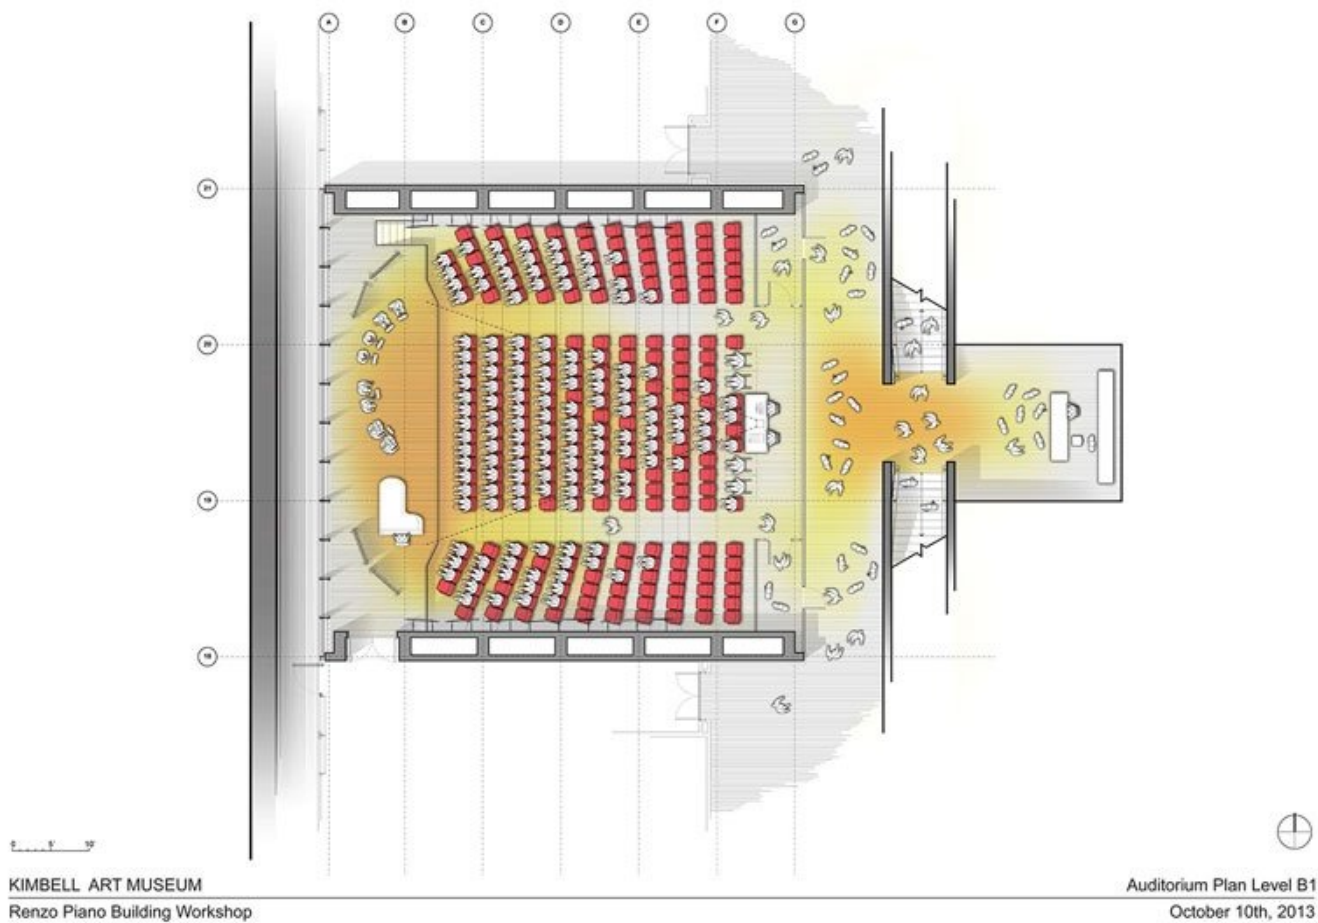 A B C D E F G
21
20
19
18
0 5' 10'
KIMBELL ART MUSEUM
Auditorium Plan Level B1
Renzo Piano Building Workshop
October 10th, 2013